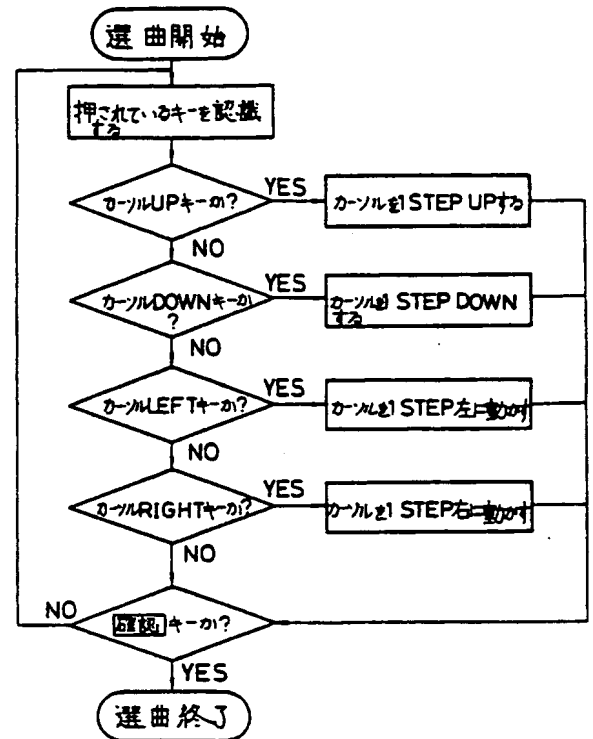 選曲開始
押されているキーを認識
する
カーソルUPキーか?
YES
カーソルを1 STEP UPする
NO
カーソルDOWNキーか
?
YES
カーソルを1 STEP DOWN
する
NO
カーソルLEFTキーか?
YES
カーソルを1 STEP左に動かす
NO
カーソルRIGHTキーか?
YES
カーソルを1 STEP右に動かす
NO
確認キーか?
NO
YES
選曲終了